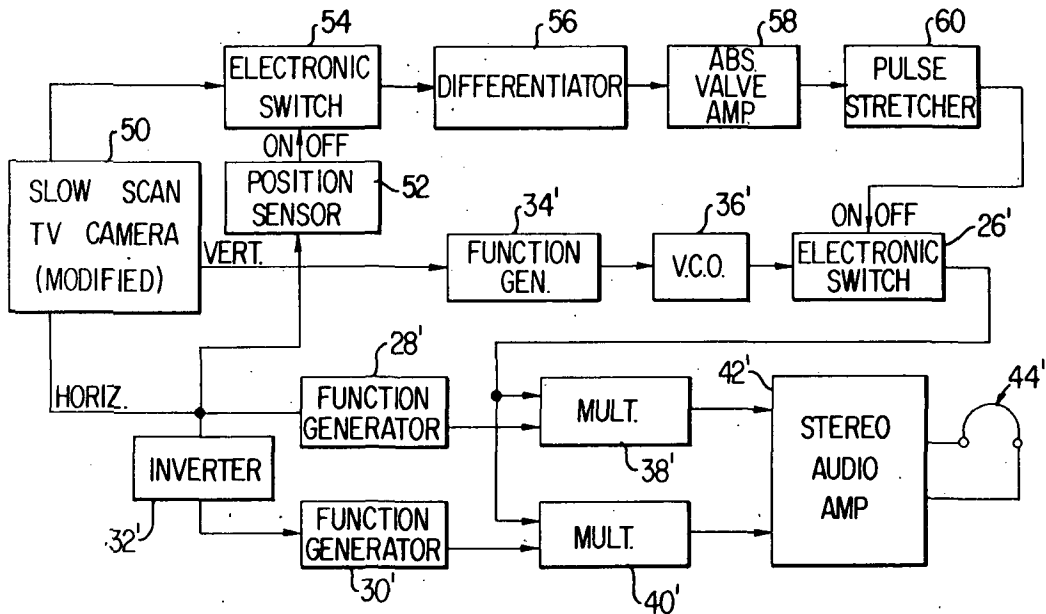 54
56
58
60
ELECTRONIC
SWITCH
DIFFERENTIATOR
ABS.
VALVE
AMP.
PULSE
STRETCHER
50
ON OFF
SLOW SCAN
TV CAMERA
(MODIFIED)
POSITION
SENSOR
52
34'
36'
ON OFF
26'
VERT.
FUNCTION
GEN.
V.C.O.
ELECTRONIC
SWITCH
28'
42'
44'
HORIZ.
FUNCTION
GENERATOR
MULT.
38'
STEREO
AUDIO
AMP
INVERTER
32'
FUNCTION
GENERATOR
30'
MULT.
40'